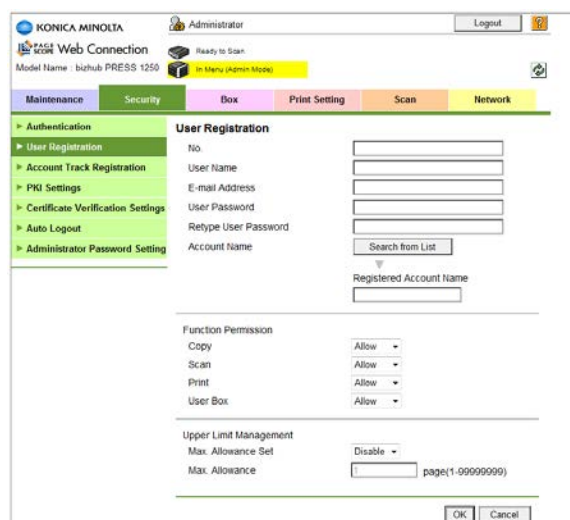 KONICA MINOLTA
Administrator
Logout
?
PAGE SCOPE Web Connection
Ready to Scan
Model Name : bizhub PRESS 1250
In Menu (Admin Mode)
Maintenance Security Box Print Setting Scan Network
Authentication
User Registration
Account Track Registration
PKI Settings
Certificate Verification Settings
Auto Logout
Administrator Password Setting
User Registration
No.
User Name
E-mail Address
User Password
Retype User Password
Account Name Search from List
Registered Account Name
Function Permission
Copy Allow
Scan Allow
Print Allow
User Box Allow
Upper Limit Management
Max. Allowance Set Disable
Max. Allowance 1 page(1-99999999)
OK Cancel